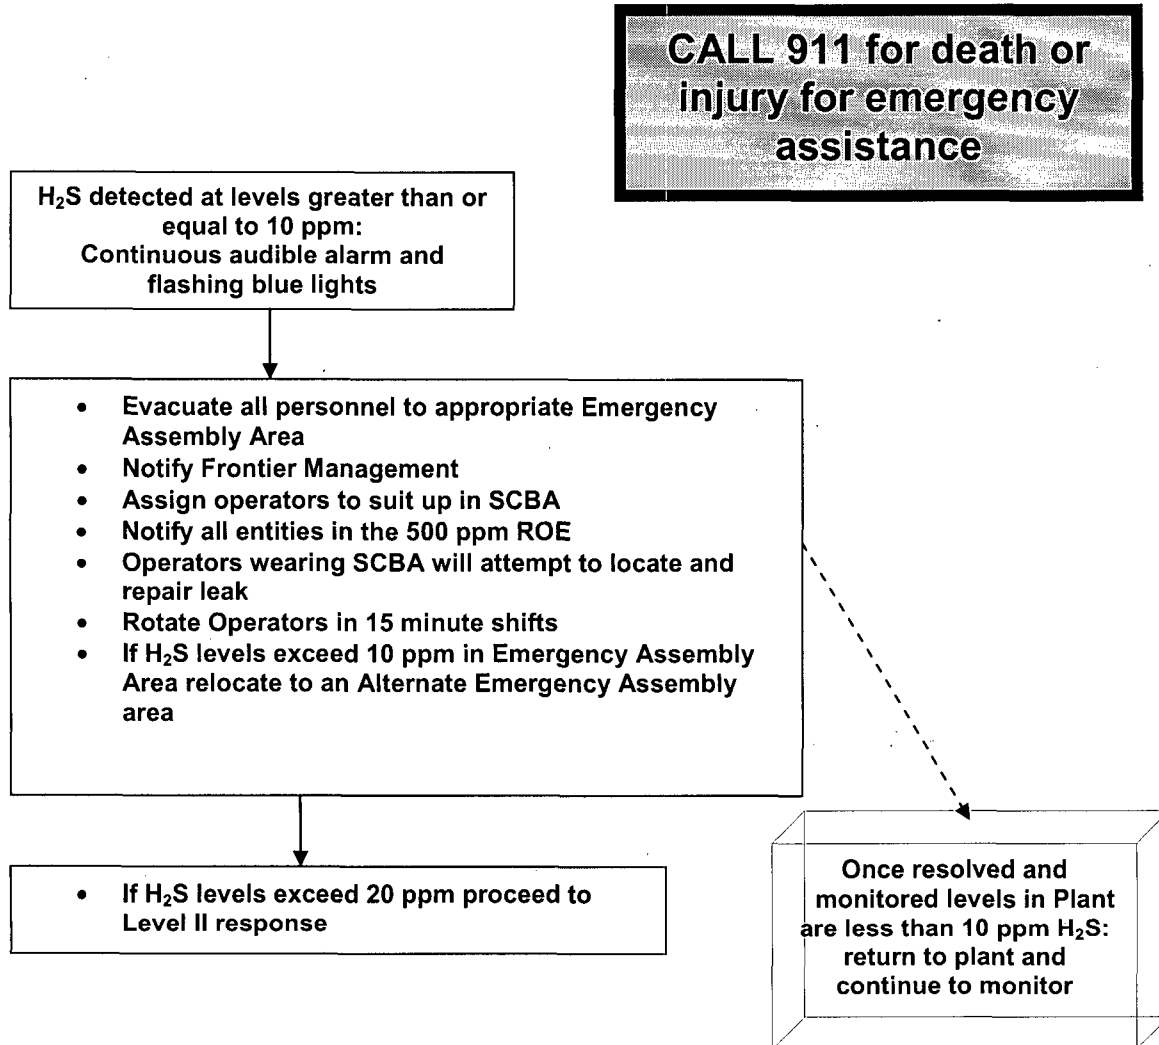 CALL 911 for death or
injury for emergency
assistance
H₂S detected at levels greater than or
equal to 10 ppm:
Continuous audible alarm and
flashing blue lights
• Evacuate all personnel to appropriate Emergency
Assembly Area
• Notify Frontier Management
• Assign operators to suit up in SCBA
• Notify all entities in the 500 ppm ROE
• Operators wearing SCBA will attempt to locate and
repair leak
• Rotate Operators in 15 minute shifts
• If H₂S levels exceed 10 ppm in Emergency Assembly
Area relocate to an Alternate Emergency Assembly
area
• If H₂S levels exceed 20 ppm proceed to
Level II response
Once resolved and
monitored levels in Plant
are less than 10 ppm H₂S:
return to plant and
continue to monitor